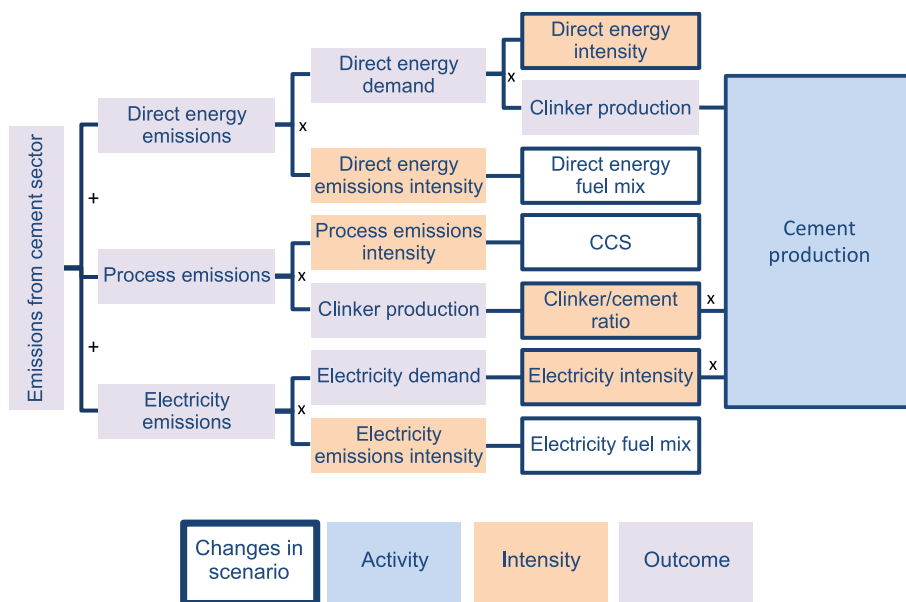 Emissions from cement sector
+
+
Direct energy
emissions
Process emissions
Electricity
emissions
x
x
x
Direct energy
demand
Direct energy
emissions intensity
Process emissions
intensity
Clinker production
Electricity demand
Electricity
emissions intensity
x
Direct energy
intensity
Clinker production
Direct energy
fuel mix
CCS
Clinker/cement
ratio
Electricity intensity
Electricity fuel mix
x
x
Cement
production
Changes in
scenario
Activity
Intensity
Outcome